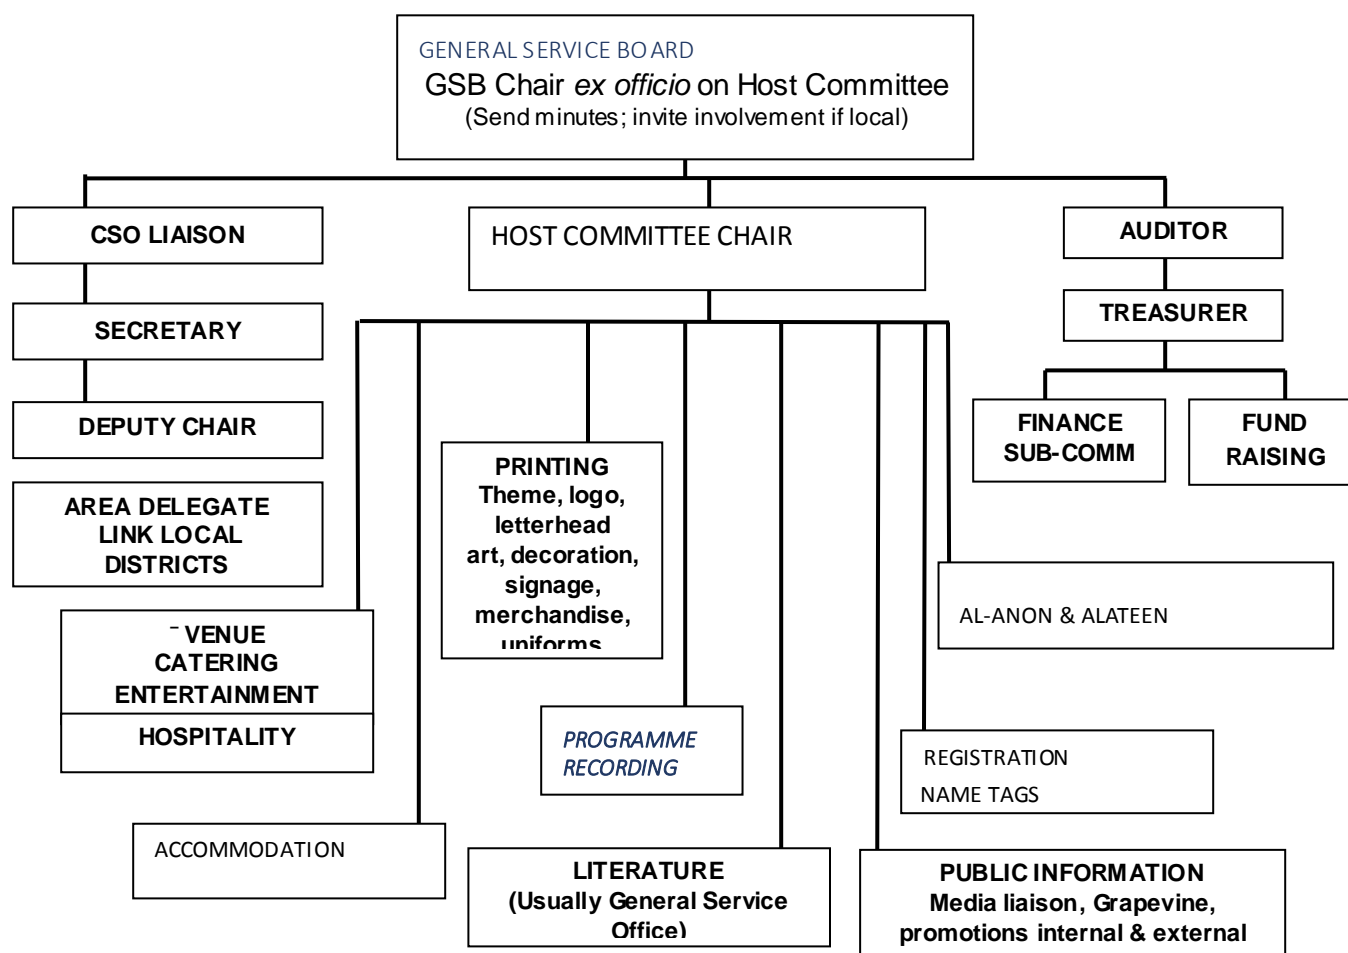 GENERAL SERVICE BOARD
GSB Chair ex officio on Host Committee
(Send minutes; invite involvement if local)
CSO LIAISON
HOST COMMITTEE CHAIR
AUDITOR
SECRETARY
TREASURER
DEPUTY CHAIR
FINANCE
SUB-COMM
FUND
RAISING
AREA DELEGATE
LINK LOCAL
DISTRICTS
PRINTING
Theme, logo,
letterhead
art, decoration,
signage,
merchandise,
uniforms
AL-ANON & ALATEEN
VENUE
CATERING
ENTERTAINMENT
HOSPITALITY
PROGRAMME
RECORDING
REGISTRATION
NAME TAGS
ACCOMMODATION
LITERATURE
(Usually General Service
Office)
PUBLIC INFORMATION
Media liaison, Grapevine,
promotions internal & external